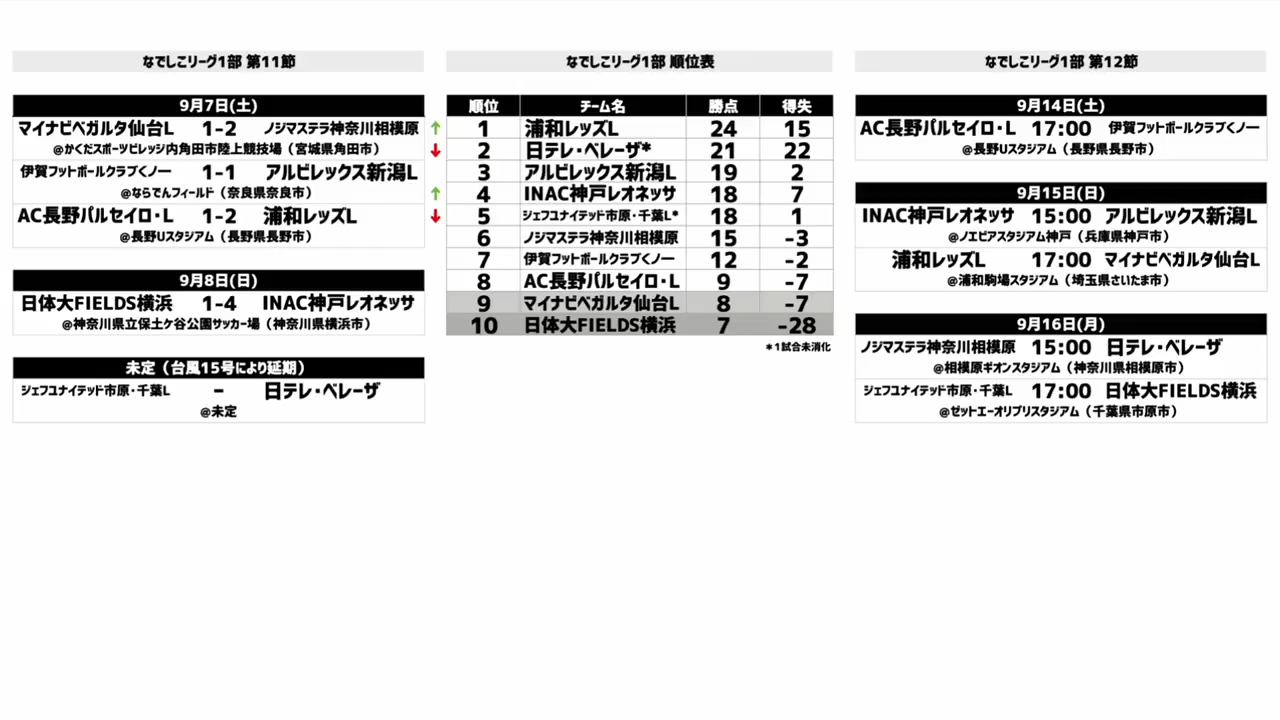 なでしこリーグ1部 第11節
9月7日(土)
マイナビベガルタ仙台L 1-2 ノジマステラ神奈川相模原
@かくだスポーツビレッジ内角田市陸上競技場（宮城県角田市）
伊賀フットボールクラブくノ一 1-1 アルビレックス新潟L
@ならでんフィールド（奈良県奈良市）
AC長野パルセイロ・L 1-2 浦和レッズL
@長野Uスタジアム（長野県長野市）
9月8日(日)
日体大FIELDS横浜 1-4 INAC神戸レオネッサ
@神奈川県立保土ケ谷公園サッカー場（神奈川県横浜市）
未定（台風15号により延期）
ジェフユナイテッド市原・千葉L － 日テレ・ベレーザ
@未定
なでしこリーグ1部 順位表
順位 チーム名 勝点 得失
↑ 1 浦和レッズL 24 15
↓ 2 日テレ・ベレーザ* 21 22
3 アルビレックス新潟L 19 2
↑ 4 INAC神戸レオネッサ 18 7
↓ 5 ジェフユナイテッド市原・千葉L* 18 1
6 ノジマステラ神奈川相模原 15 -3
7 伊賀フットボールクラブくノ一 12 -2
8 AC長野パルセイロ・L 9 -7
9 マイナビベガルタ仙台L 8 -7
10 日体大FIELDS横浜 7 -28
＊1試合未消化
なでしこリーグ1部 第12節
9月14日(土)
AC長野パルセイロ・L 17:00 伊賀フットボールクラブくノ一
@長野Uスタジアム（長野県長野市）
9月15日(日)
INAC神戸レオネッサ 15:00 アルビレックス新潟L
@ノエビアスタジアム神戸（兵庫県神戸市）
浦和レッズL 17:00 マイナビベガルタ仙台L
@浦和駒場スタジアム（埼玉県さいたま市）
9月16日(月)
ノジマステラ神奈川相模原 15:00 日テレ・ベレーザ
@相模原ギオンスタジアム（神奈川県相模原市）
ジェフユナイテッド市原・千葉L 17:00 日体大FIELDS横浜
@ゼットエーオリプリスタジアム（千葉県市原市）